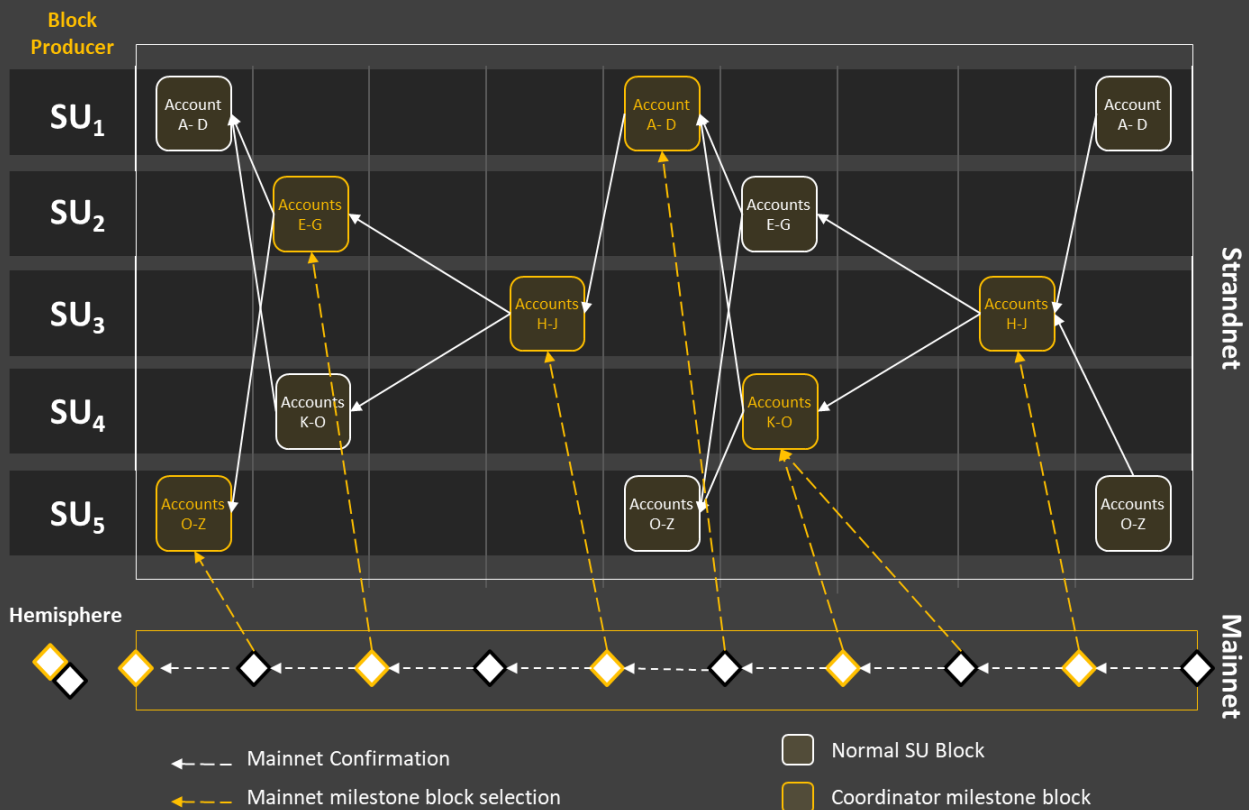 Block
Producer
SU1
Account
A- D
Account
A- D
Account
A- D
SU2
Accounts
E-G
Accounts
E-G
SU3
Accounts
H-J
Accounts
H-J
SU4
Accounts
K-O
Accounts
K-O
SU5
Accounts
O-Z
Accounts
O-Z
Accounts
O-Z
Strandnet
Hemisphere
Mainnet
Mainnet Confirmation
Normal SU Block
Mainnet milestone block selection
Coordinator milestone block